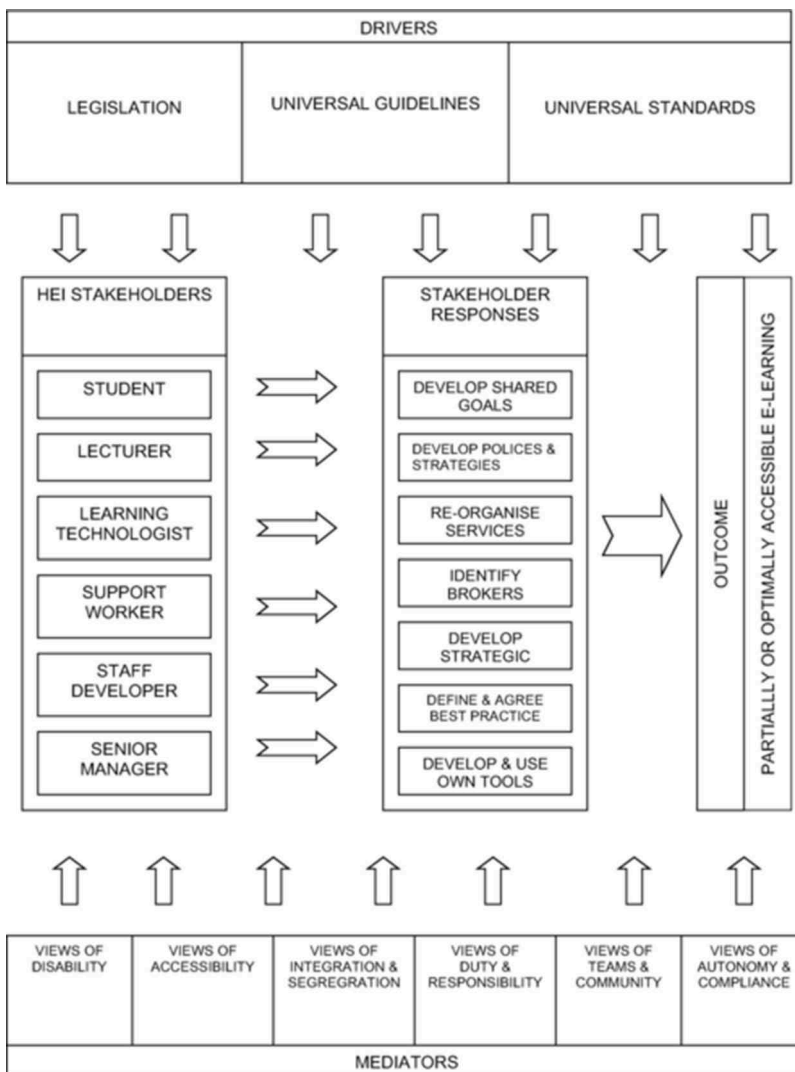 DRIVERS
LEGISLATION
UNIVERSAL GUIDELINES
UNIVERSAL STANDARDS
HEI STAKEHOLDERS
STUDENT
LECTURER
LEARNING
TECHNOLOGIST
SUPPORT
WORKER
STAFF
DEVELOPER
SENIOR
MANAGER
STAKEHOLDER
RESPONSES
DEVELOP SHARED
GOALS
DEVELOP POLICES &
STRATEGIES
RE-ORGANISE
SERVICES
IDENTIFY
BROKERS
DEVELOP
STRATEGIC
DEFINE & AGREE
BEST PRACTICE
DEVELOP & USE
OWN TOOLS
OUTCOME
PARTIALLLY OR OPTIMALLY ACCESSIBLE E-LEARNING
VIEWS OF
DISABILITY
VIEWS OF
ACCESSIBILITY
VIEWS OF
INTEGRATION &
SEGREGRATION
VIEWS OF
DUTY &
RESPONSIBILITY
VIEWS OF
TEAMS &
COMMUNITY
VIEWS OF
AUTONOMY &
COMPLIANCE
MEDIATORS